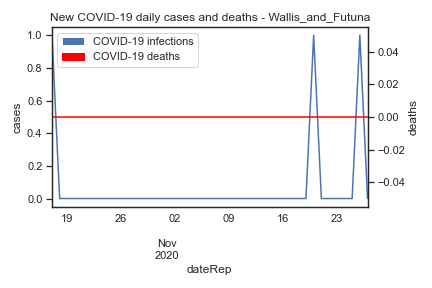 New COVID-19 daily cases and deaths - Wallis_and_Futuna
COVID-19 infections
COVID-19 deaths
1.0
0.8
0.6
0.4
0.2
0.0
cases
0.04
0.02
0.00
−0.02
−0.04
deaths
19 26 02 09 16 23
Nov
2020
dateRep